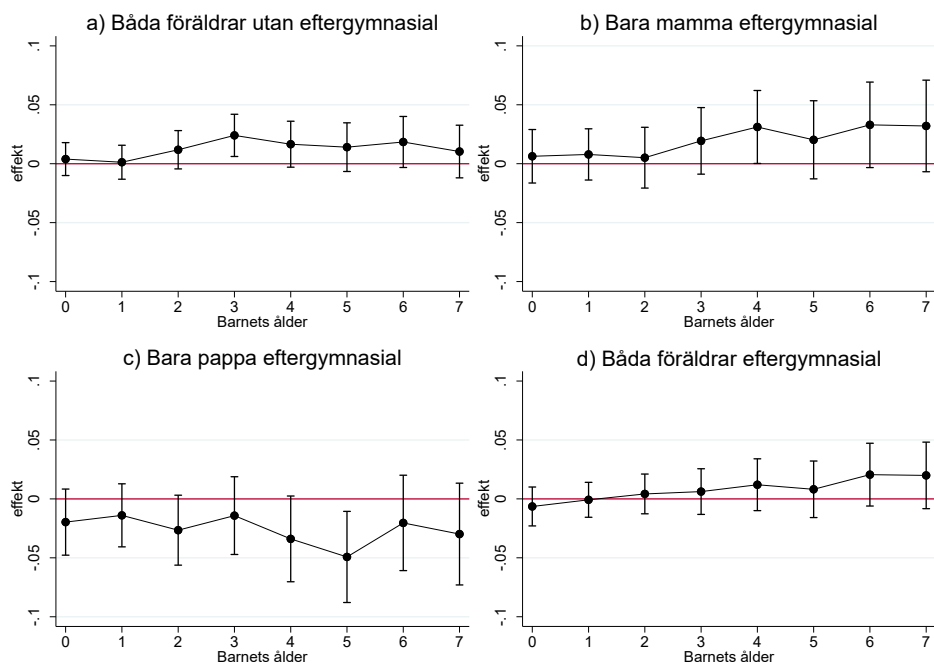 a) Båda föräldrar utan eftergymnasial
effekt
.1
.05
0
-.05
-.1
0 1 2 3 4 5 6 7
Barnets ålder
b) Bara mamma eftergymnasial
effekt
.1
.05
0
-.05
-.1
0 1 2 3 4 5 6 7
Barnets ålder
c) Bara pappa eftergymnasial
effekt
.1
.05
0
-.05
-.1
0 1 2 3 4 5 6 7
Barnets ålder
d) Båda föräldrar eftergymnasial
effekt
.1
.05
0
-.05
-.1
0 1 2 3 4 5 6 7
Barnets ålder